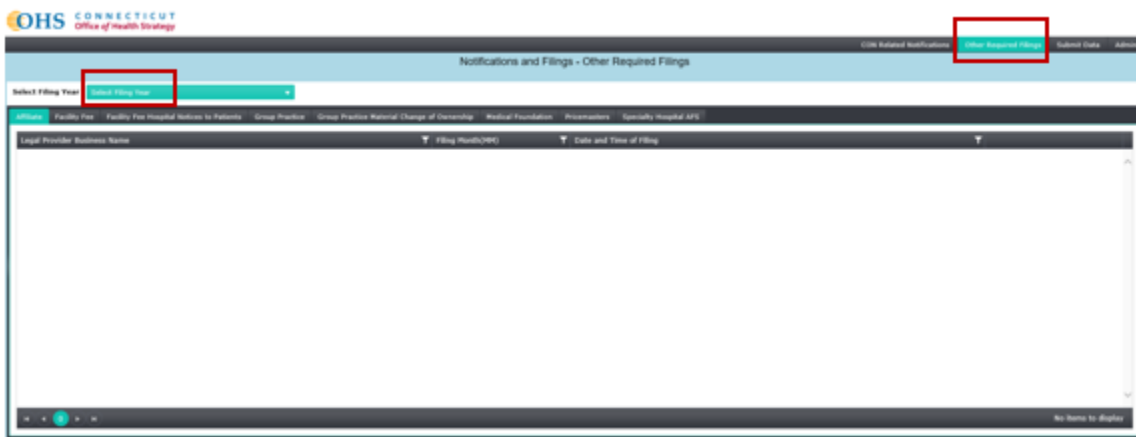 OHS CONNECTICUT
Office of Health Strategy
CON Related Notifications Other Required Filings Submit Data Admin
Notifications and Filings - Other Required Filings
Select Filing Year Select Filing Year
Affiliate Facility Fee Facility Fee Hospital Notices to Patients Group Practice Group Practice Material Change of Ownership Medical Foundation Pricemasters Specialty Hospital AFS
Legal Provider Business Name Filing Month(MM) Date and Time of Filing
No items to display